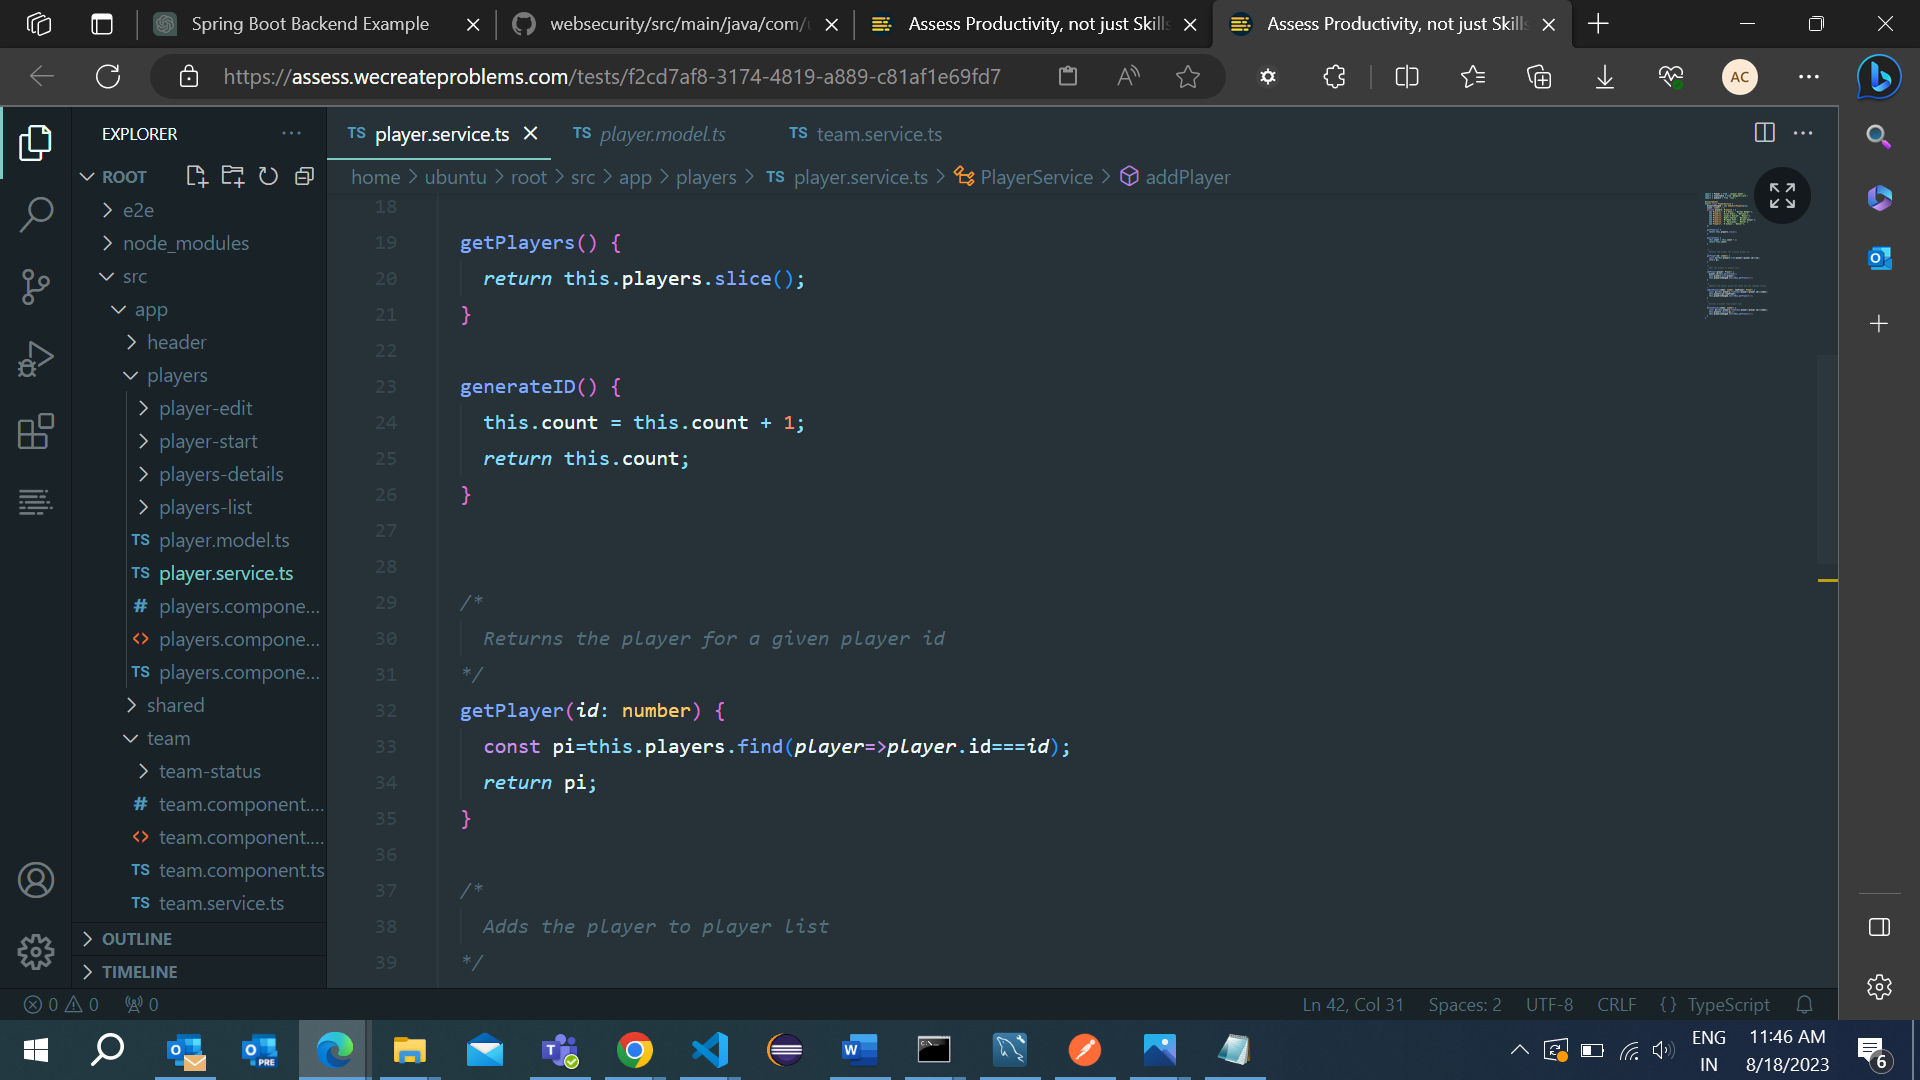 Spring Boot Backend Example
websecurity/src/main/java/com/u
Assess Productivity, not just Skills
Assess Productivity, not just Skills
https://assess.wecreateproblems.com/tests/f2cd7af8-3174-4819-a889-c81af1e69fd7
AC
EXPLORER
TS player.service.ts
TS player.model.ts
TS team.service.ts
ROOT
home > ubuntu > root > src > app > players > TS player.service.ts > PlayerService > addPlayer
e2e
node_modules
src
app
header
players
player-edit
player-start
players-details
players-list
TS player.model.ts
TS player.service.ts
# players.compone...
<> players.compone...
TS players.compone...
shared
team
team-status
# team.component....
<> team.component....
TS team.component.ts
TS team.service.ts
OUTLINE
TIMELINE
18
19 getPlayers() {
20 return this.players.slice();
21 }
22
23 generateID() {
24 this.count = this.count + 1;
25 return this.count;
26 }
27
28
29 /*
30 Returns the player for a given player id
31 */
32 getPlayer(id: number) {
33 const pi=this.players.find(player=>player.id===id);
34 return pi;
35 }
36
37 /*
38 Adds the player to player list
39 */
0 0 0
Ln 42, Col 31 Spaces: 2 UTF-8 CRLF {} TypeScript
PRE
ENG
IN
11:46 AM
8/18/2023
6